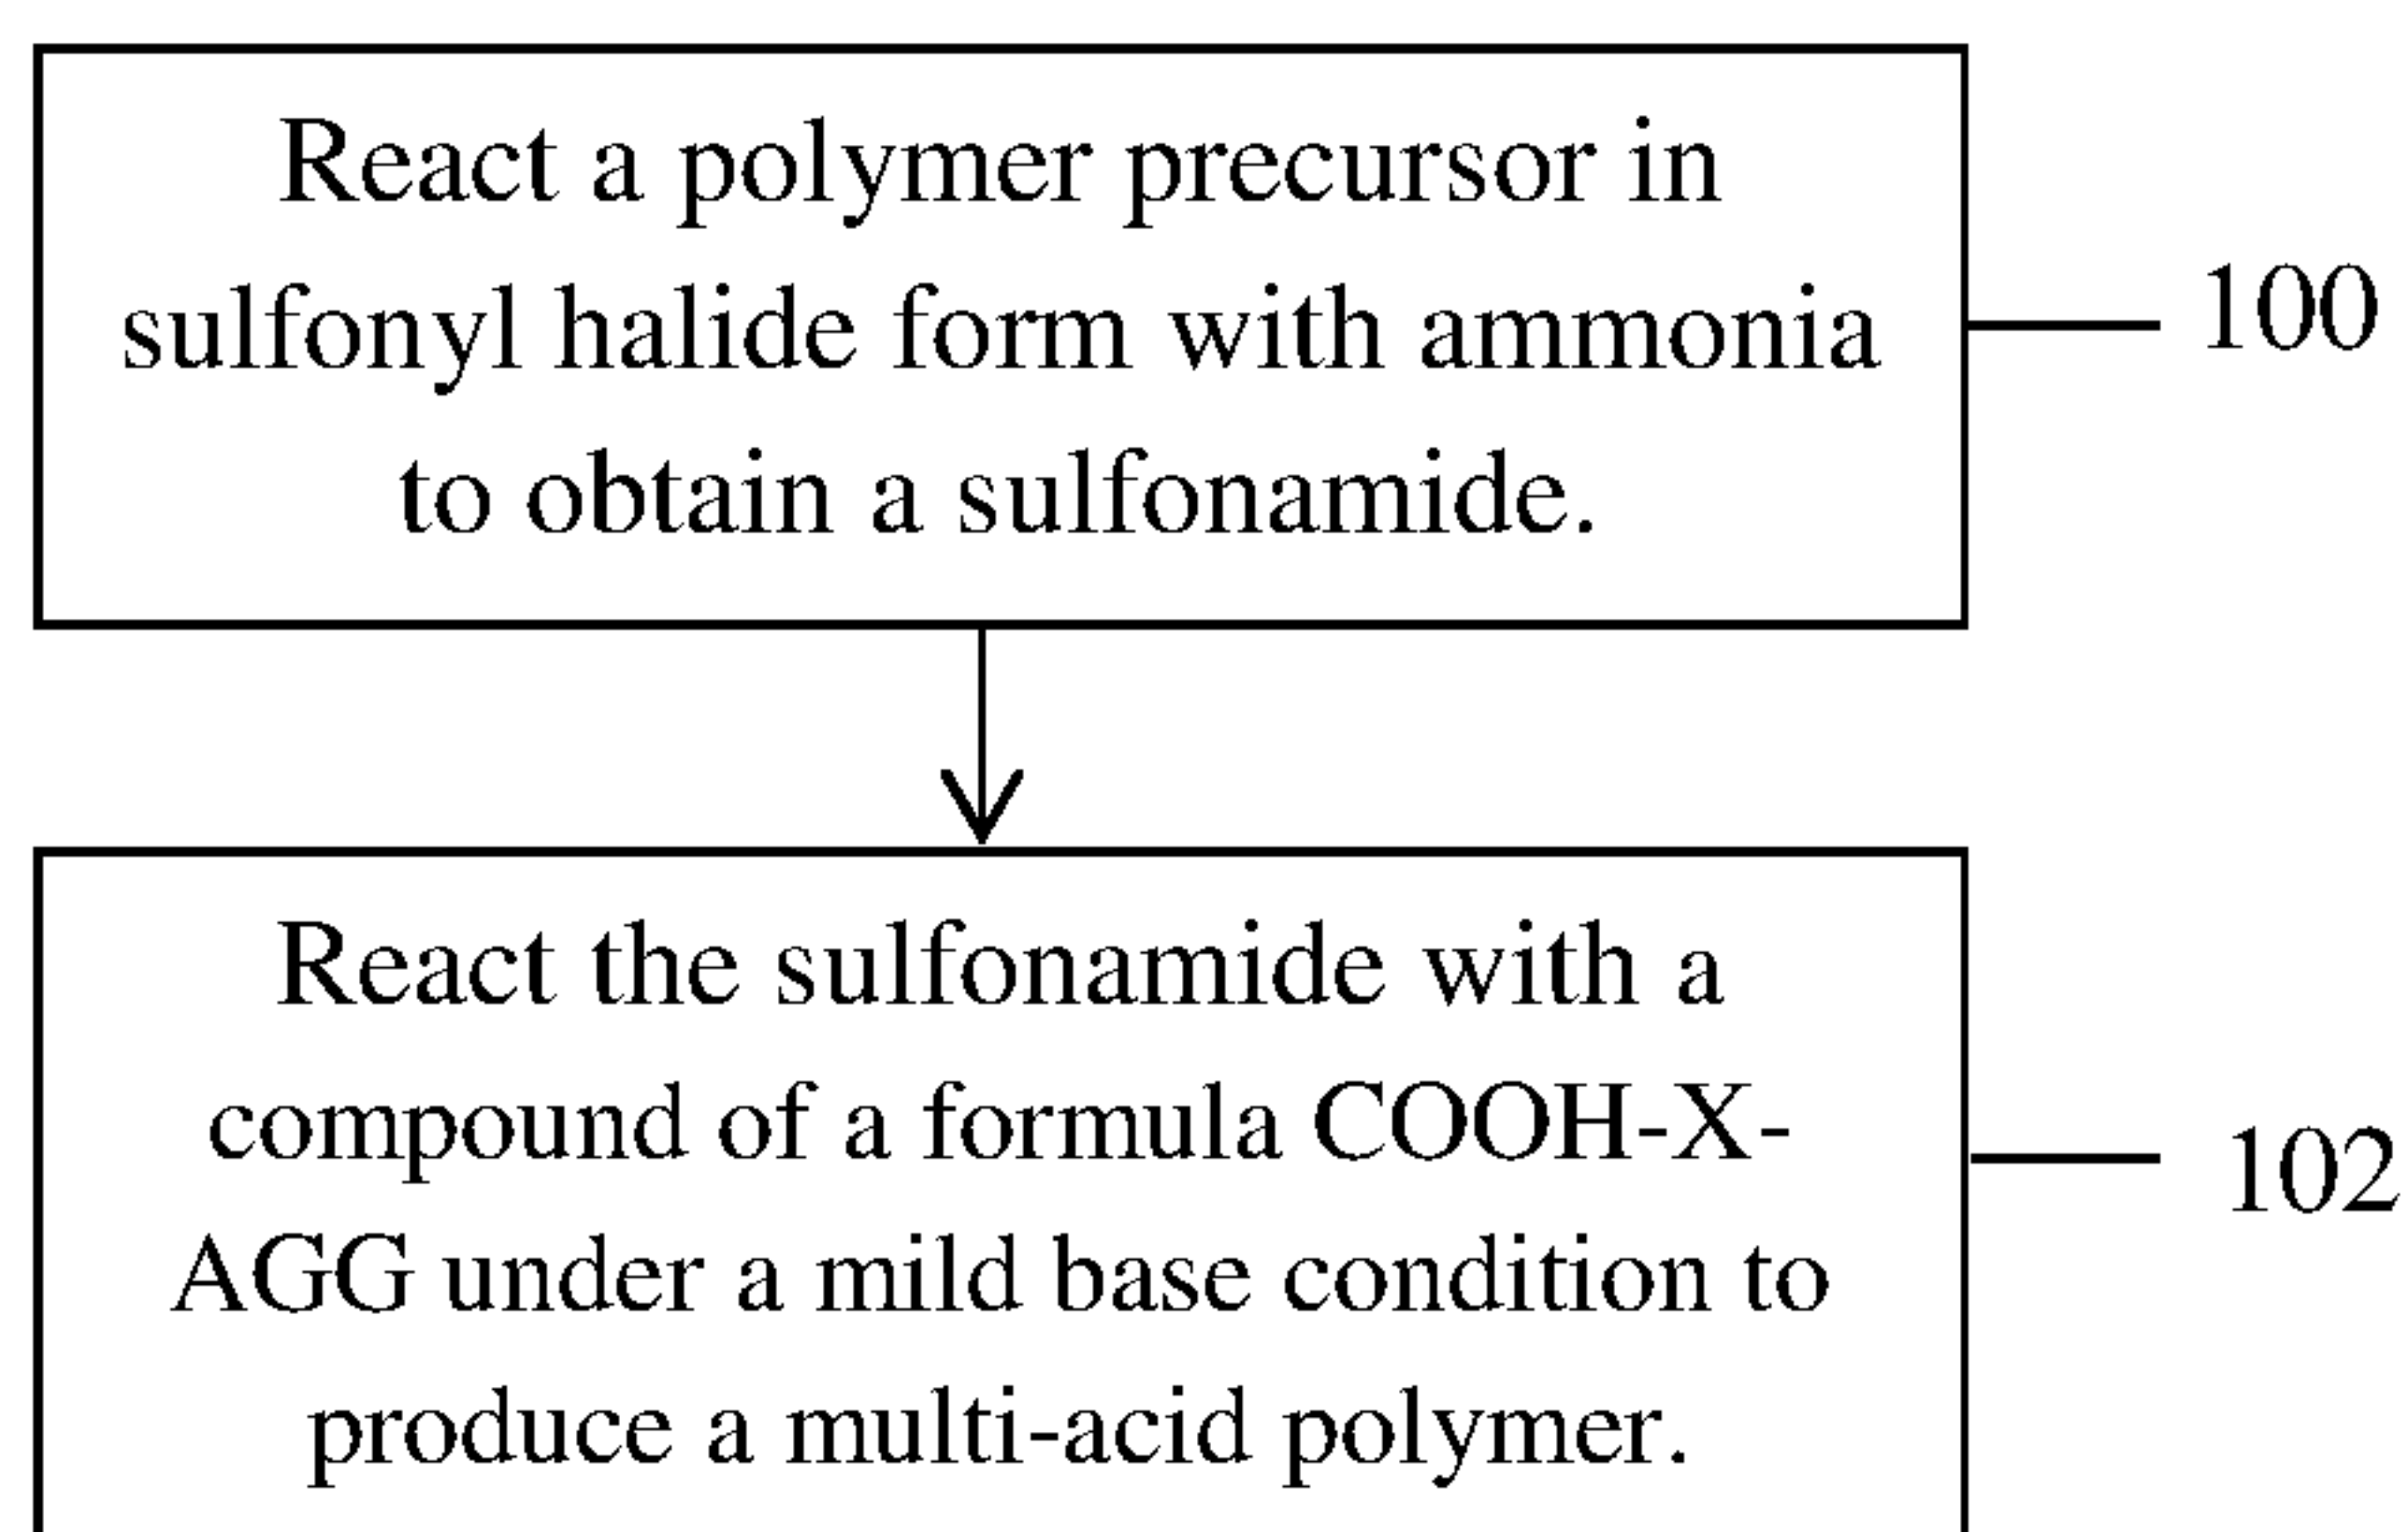 React a polymer precursor in
sulfonyl halide form with ammonia
to obtain a sulfonamide.
100
React the sulfonamide with a
compound of a formula COOH-X-
AGG under a mild base condition to
produce a multi-acid polymer.
102